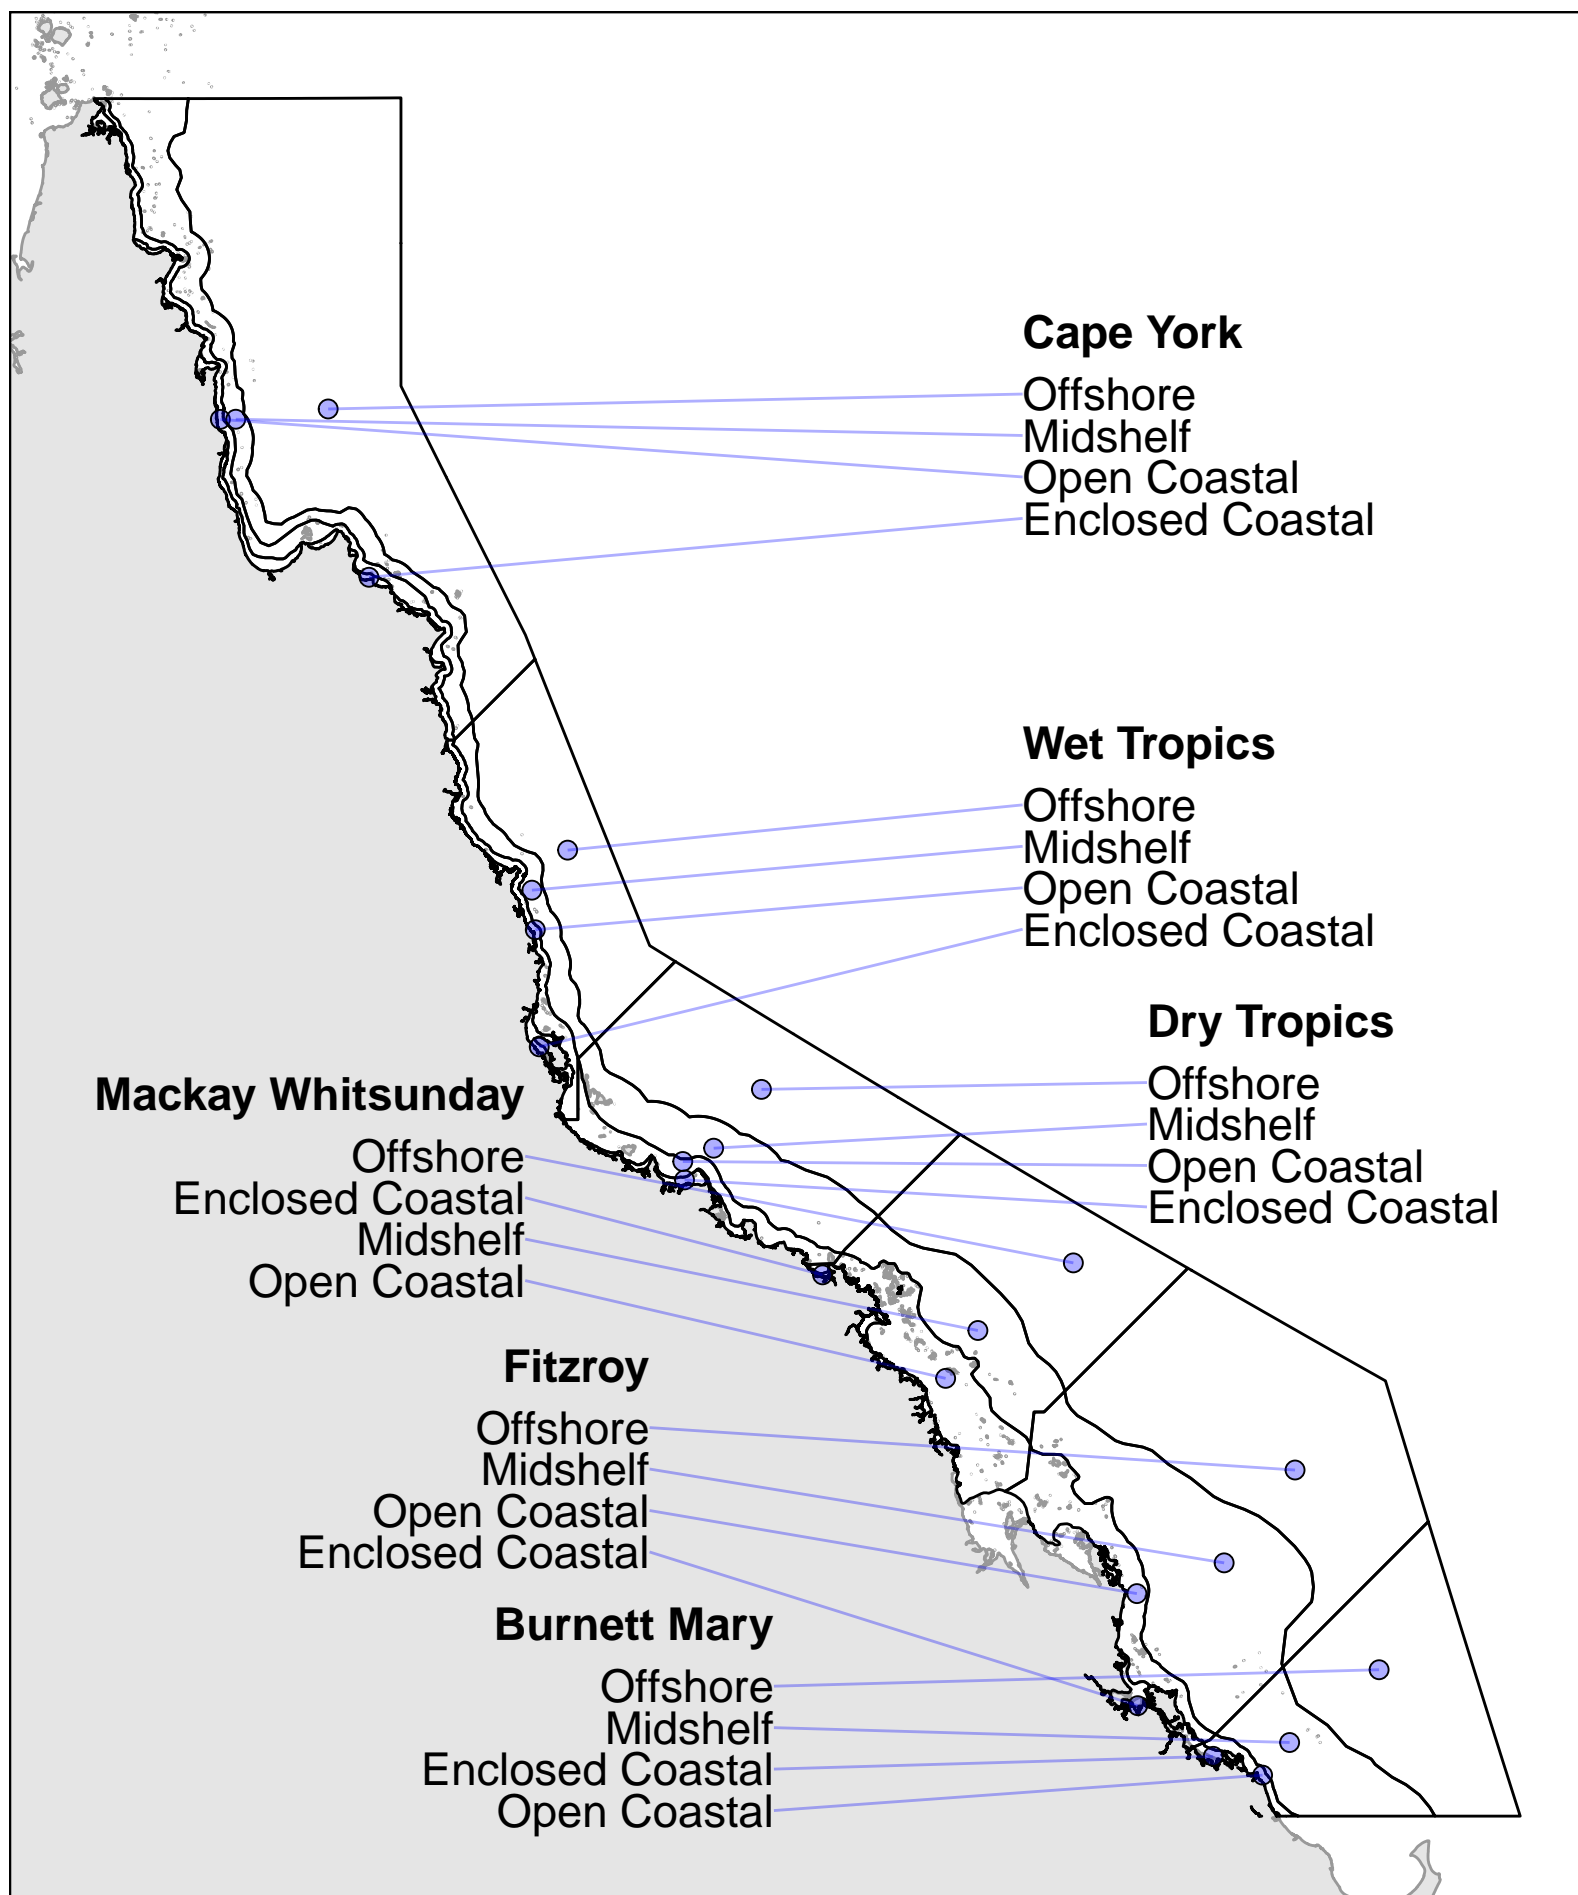 Cape York
Offshore
Midshelf
Open Coastal
Enclosed Coastal
Wet Tropics
Offshore
Midshelf
Open Coastal
Enclosed Coastal
Dry Tropics
Offshore
Midshelf
Open Coastal
Enclosed Coastal
Mackay Whitsunday
Offshore
Enclosed Coastal
Midshelf
Open Coastal
Fitzroy
Offshore
Midshelf
Open Coastal
Enclosed Coastal
Burnett Mary
Offshore
Midshelf
Enclosed Coastal
Open Coastal